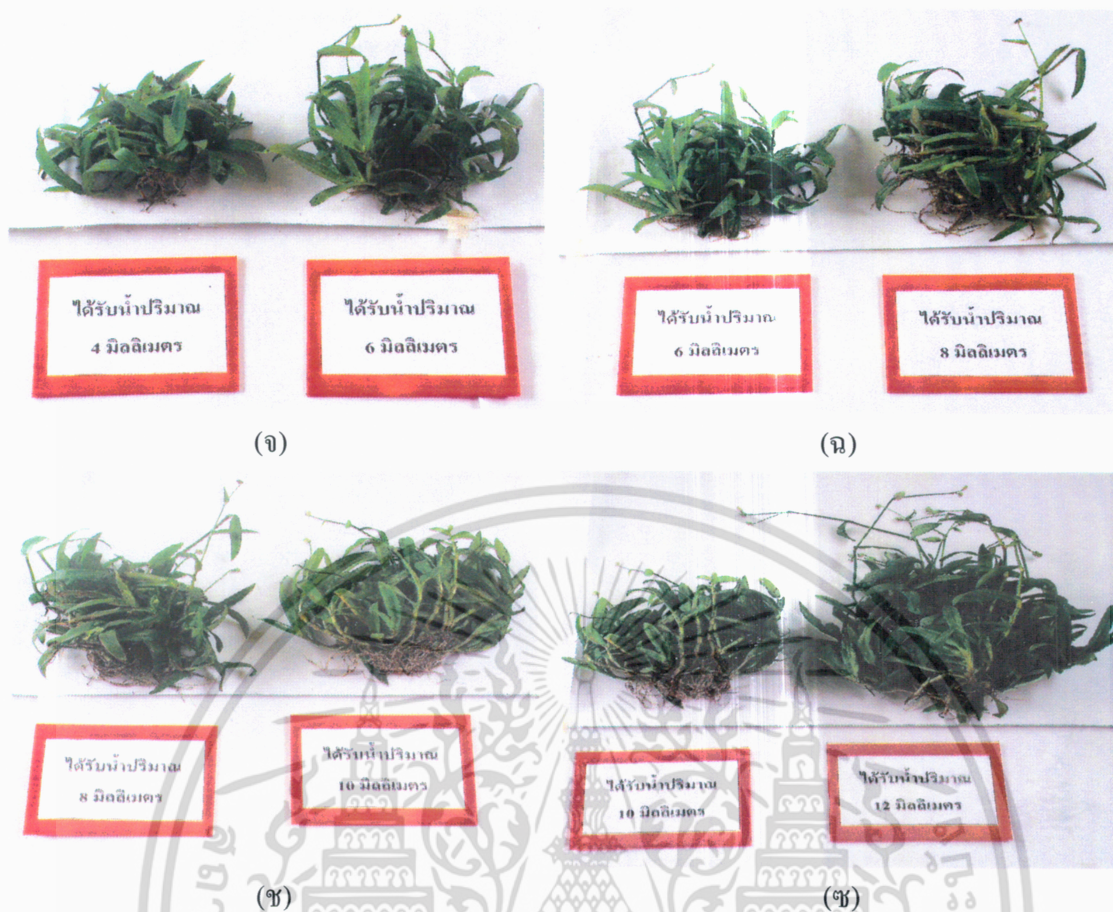 ได้รับน้ำปริมาณ
4 มิลลิเมตร
ได้รับน้ำปริมาณ
6 มิลลิเมตร
ได้รับน้ำปริมาณ
6 มิลลิเมตร
ได้รับน้ำปริมาณ
8 มิลลิเมตร
(จ)
(ฉ)
ได้รับน้ำปริมาณ
8 มิลลิเมตร
ได้รับน้ำปริมาณ
10 มิลลิเมตร
ได้รับน้ำปริมาณ
10 มิลลิเมตร
ได้รับน้ำปริมาณ
12 มิลลิเมตร
(ช)
(ซ)